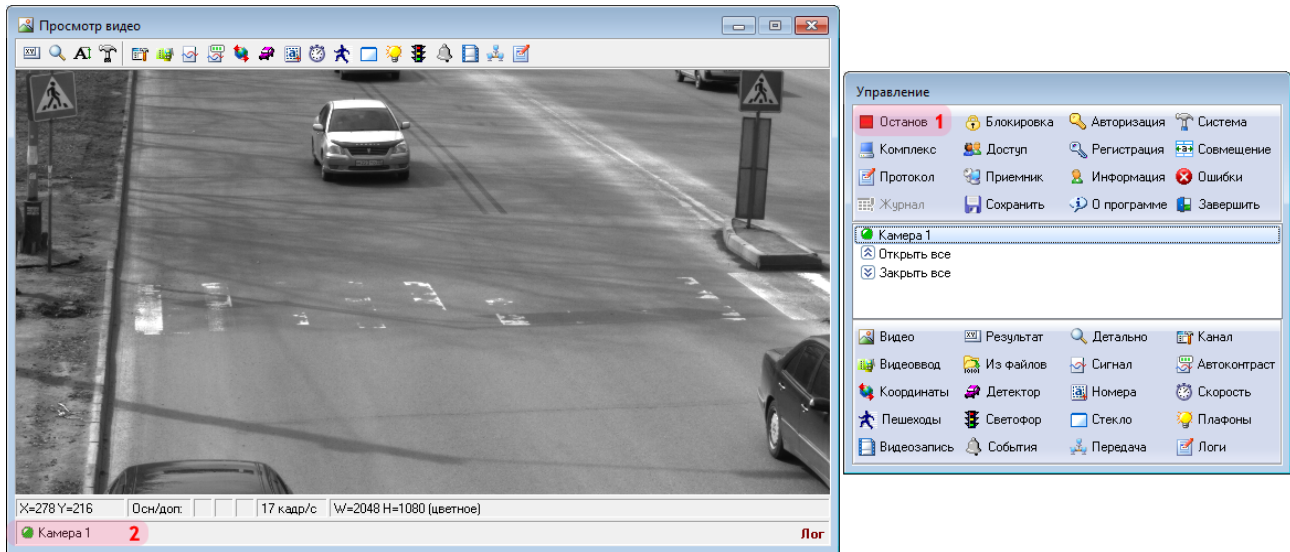 Просмотр видео
X=278 Y=216 Осн/доп: 17 кадр/с W=2048 H=1080 (цветное)
Камера 1 2 Лог
Управление
Останов 1 Блокировка Авторизация Система
Комплекс Доступ Регистрация Совмещение
Протокол Приемник Информация Ошибки
Журнал Сохранить О программе Завершить
Камера 1
Открыть все
Закрыть все
Видео Результат Детально Канал
Видеоввод Из файлов Сигнал Автоконтраст
Координаты Детектор Номера Скорость
Пешеходы Светофор Стекло Плафоны
Видеозапись События Передача Логи